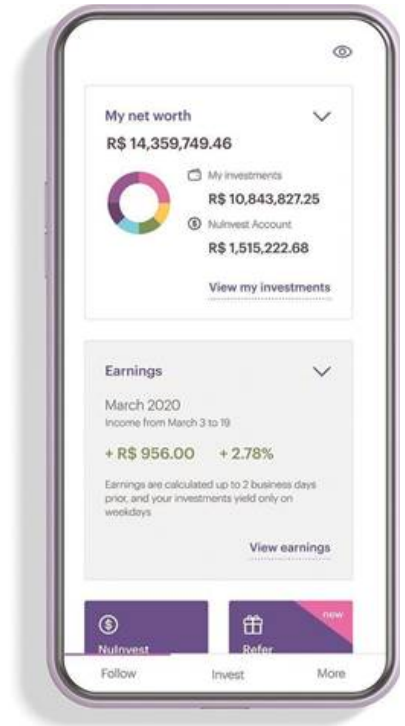 My net worth
R$ 14,359,749.46
My investments
R$ 10,843,827.25
NuInvest Account
R$ 1,515,222.68
View my investments
Earnings
March 2020
Income from March 3 to 19
+ R$ 956.00 + 2.78%
Earnings are calculated up to 2 business days
prior, and your investments yield only on
weekdays
View earnings
new
NuInvest
Refer
Follow Invest More